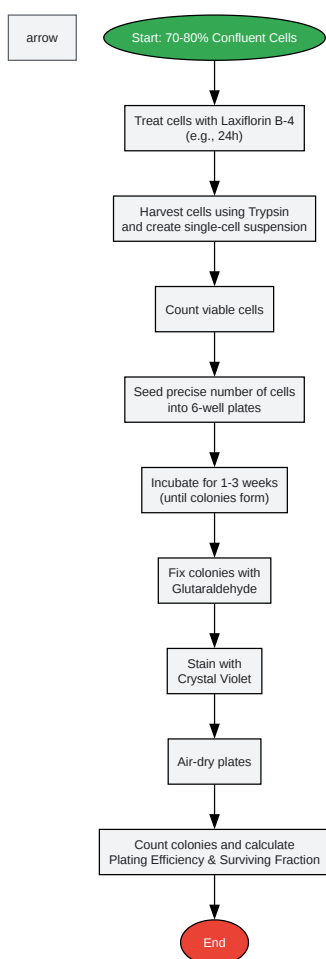 arrow
Start: 70-80% Confluent Cells
Treat cells with Laxiflorin B-4
(e.g., 24h)
Harvest cells using Trypsin
and create single-cell suspension
Count viable cells
Seed precise number of cells
into 6-well plates
Incubate for 1-3 weeks
(until colonies form)
Fix colonies with
Glutaraldehyde
Stain with
Crystal Violet
Air-dry plates
Count colonies and calculate
Plating Efficiency & Surviving Fraction
End